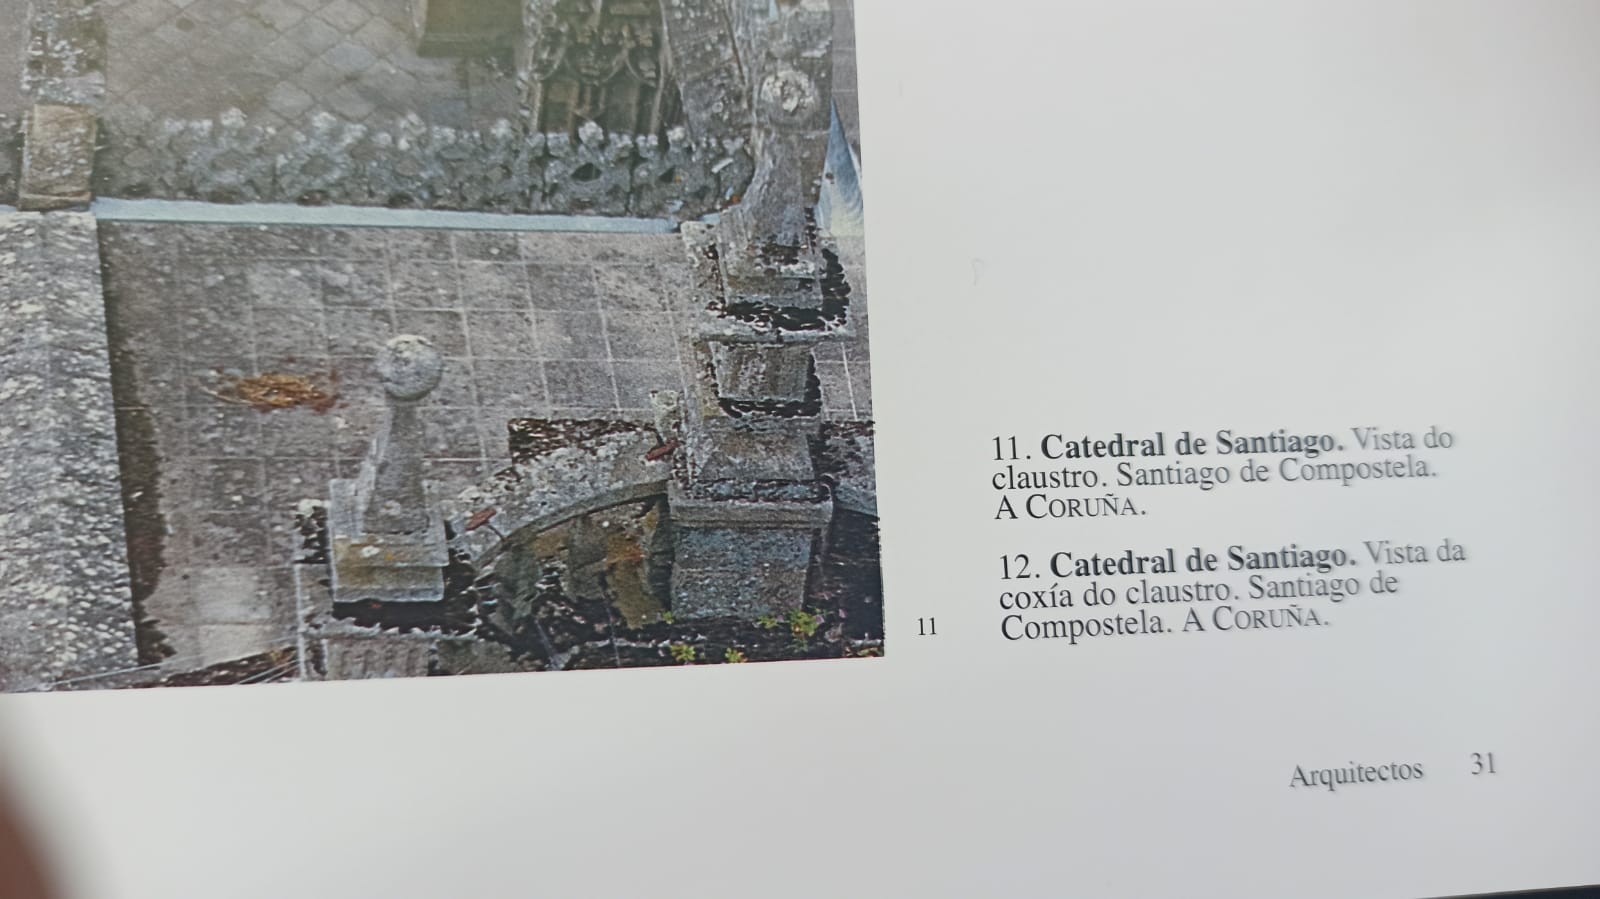 11. Catedral de Santiago. Vista do
claustro. Santiago de Compostela.
A CORUÑA.
12. Catedral de Santiago. Vista da
coxía do claustro. Santiago de
Compostela. A CORUÑA.
11
Arquitectos 31